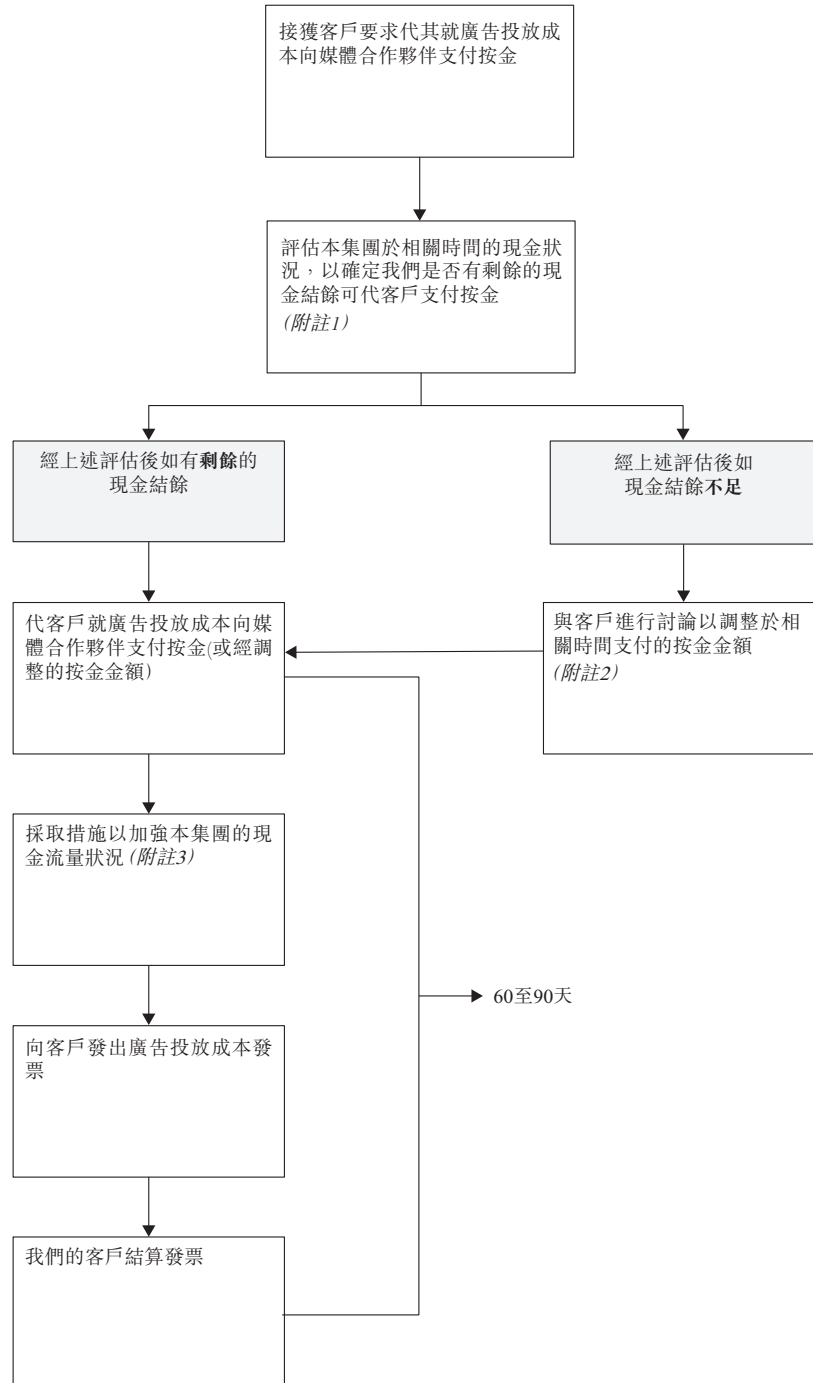 接獲客戶要求代其就廣告投放成
本向媒體合作夥伴支付按金
評估本集團於相關時間的現金狀
況，以確定我們是否有剩餘的現
金結餘可代客戶支付按金
(附註1)
經上述評估後如有剩餘的
現金結餘
經上述評估後如
現金結餘不足
代客戶就廣告投放成本向媒
體合作夥伴支付按金(或經調
整的按金金額)
與客戶進行討論以調整於相
關時間支付的按金金額
(附註2)
採取措施以加強本集團的現
金流量狀況(附註3)
60至90天
向客戶發出廣告投放成本發
票
我們的客戶結算發票